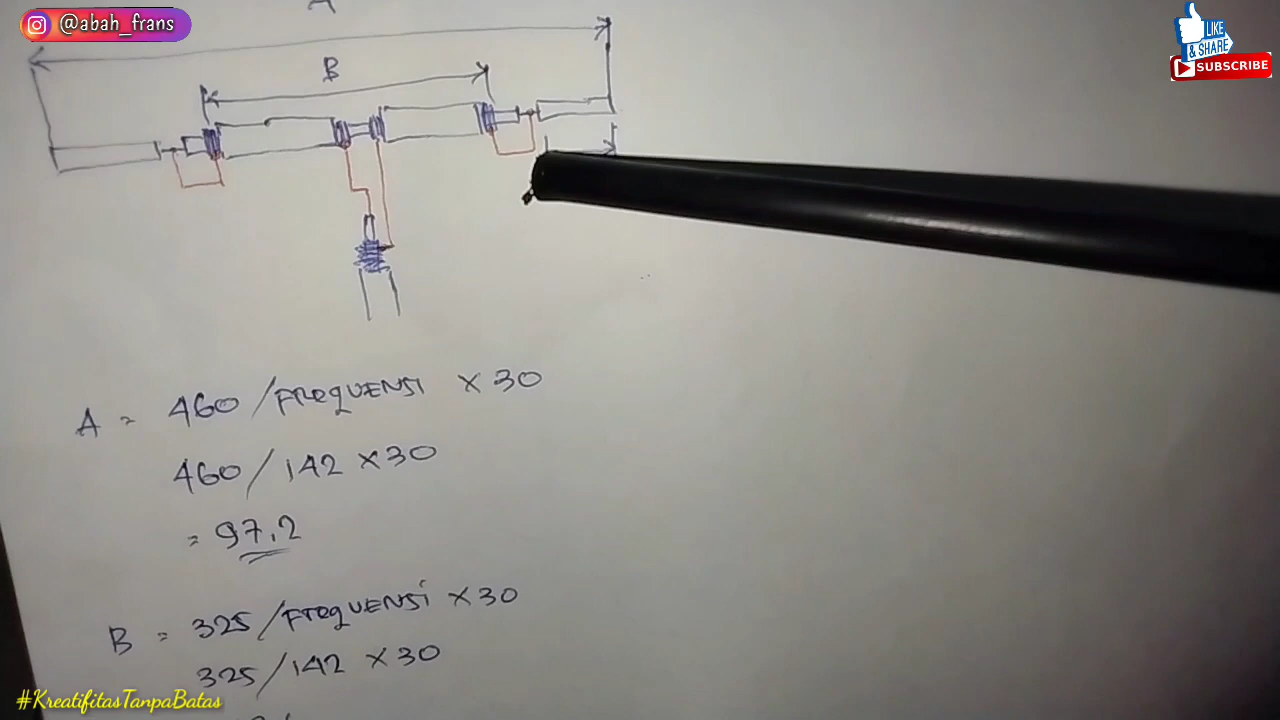 @abah_frans
LIKE
& SHARE
SUBSCRIBE
A
B
A = 460 / FREQUENSI X 30
460 / 142 X 30
= 97,2
B = 325 / FREQUENSI X 30
325 / 142 X 30
#KreatifitasTanpaBatas